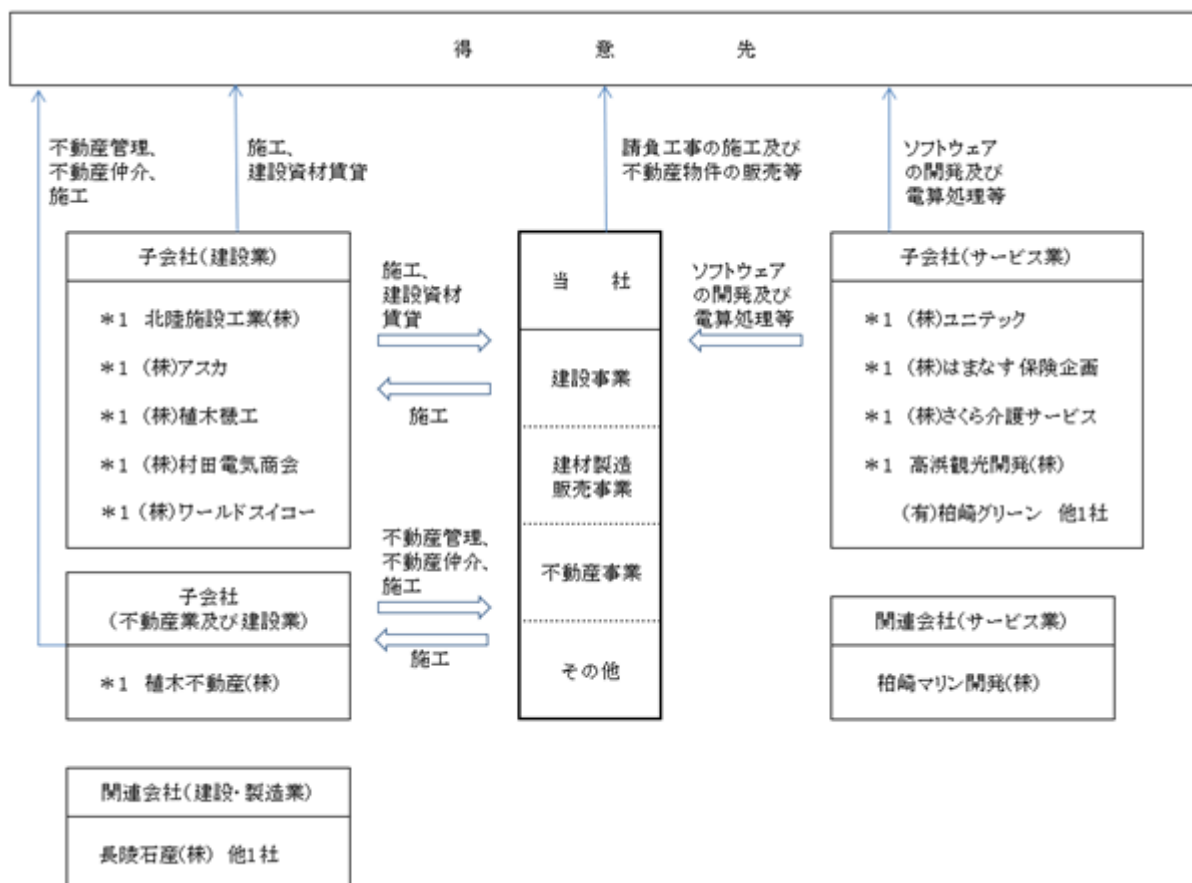 得 意 先
不動産管理、
不動産仲介、
施工
施工、
建設資材賃貸
請負工事の施工及び
不動産物件の販売等
ソフトウェア
の開発及び
電算処理等
子会社(建設業)
*1 北陸施設工業(株)
*1 (株)アスカ
*1 (株)植木機工
*1 (株)村田電気商会
*1 (株)ワールドスイコー
施工、
建設資材
賃貸
施工
当 社
建設事業
建材製造
販売事業
不動産事業
その他
ソフトウェア
の開発及び
電算処理等
子会社(サービス業)
*1 (株)ユニテック
*1 (株)はまなす保険企画
*1 (株)さくら介護サービス
*1 高浜観光開発(株)
(有)柏崎グリーン 他1社
子会社
(不動産業及び建設業)
*1 植木不動産(株)
不動産管理、
不動産仲介、
施工
施工
関連会社(サービス業)
柏崎マリン開発(株)
関連会社(建設・製造業)
長陵石産(株) 他1社